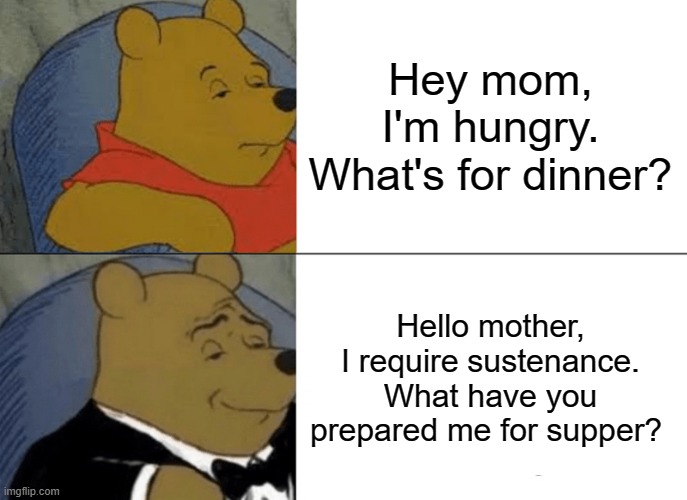 Hey mom,
I'm hungry.
What's for dinner?
Hello mother,
I require sustenance.
What have you
prepared me for supper?
imgflip.com